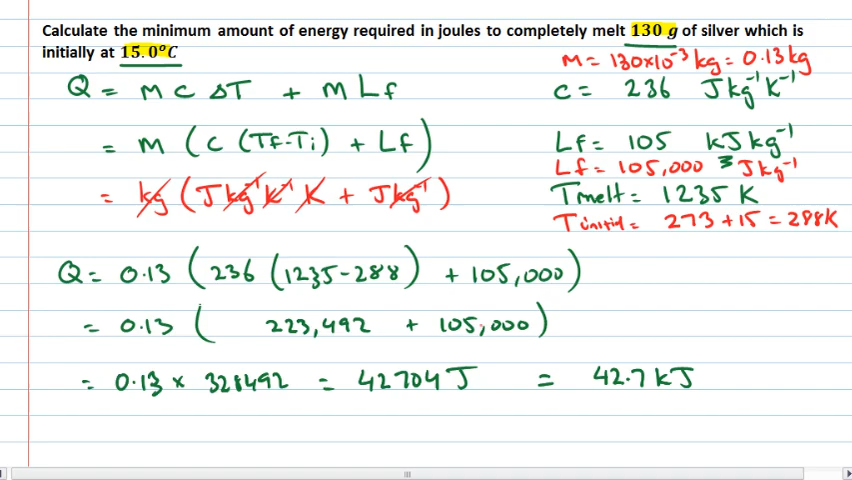 Calculate the minimum amount of energy required in joules to completely melt 130 g of silver which is
initially at 15.0°C
M = 130×10⁻³ kg = 0.13 kg
Q = m c ΔT + m Lf
C = 236 J kg⁻¹ K⁻¹
= m (c (Tf-Ti) + Lf)
Lf = 105 kJ kg⁻¹
Lf = 105,000 J kg⁻¹
= kg (J kg⁻¹ K⁻¹ K + J kg⁻¹)
Tmelt = 1235 K
Tinitial = 273 + 15 = 288K
Q = 0.13 (236 (1235-288) + 105,000)
= 0.13 ( 223,492 + 105,000)
= 0.13 × 328492 = 42704 J = 42.7 kJ